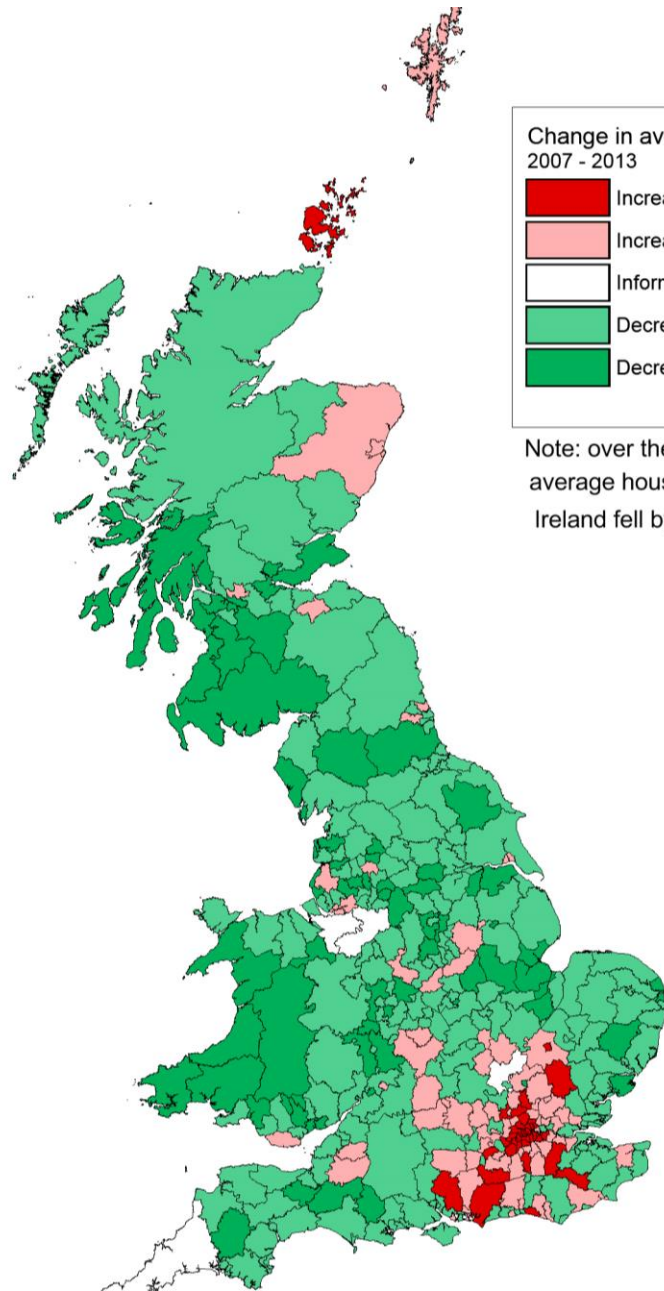 Change in av
2007 - 2013
Increa
Increa
Inforn
Decre
Decre
Note: over the
average hous
Ireland fell b